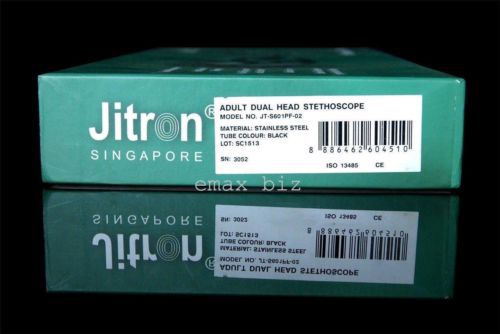 Jitron®
SINGAPORE
ADULT DUAL HEAD STETHOSCOPE
MODEL NO. JT-S601PF-02
MATERIAL: STAINLESS STEEL
TUBE COLOUR: BLACK
LOT: SC1513
SN: 3052
8 886462 604510
ISO 13485 CE
emax biz